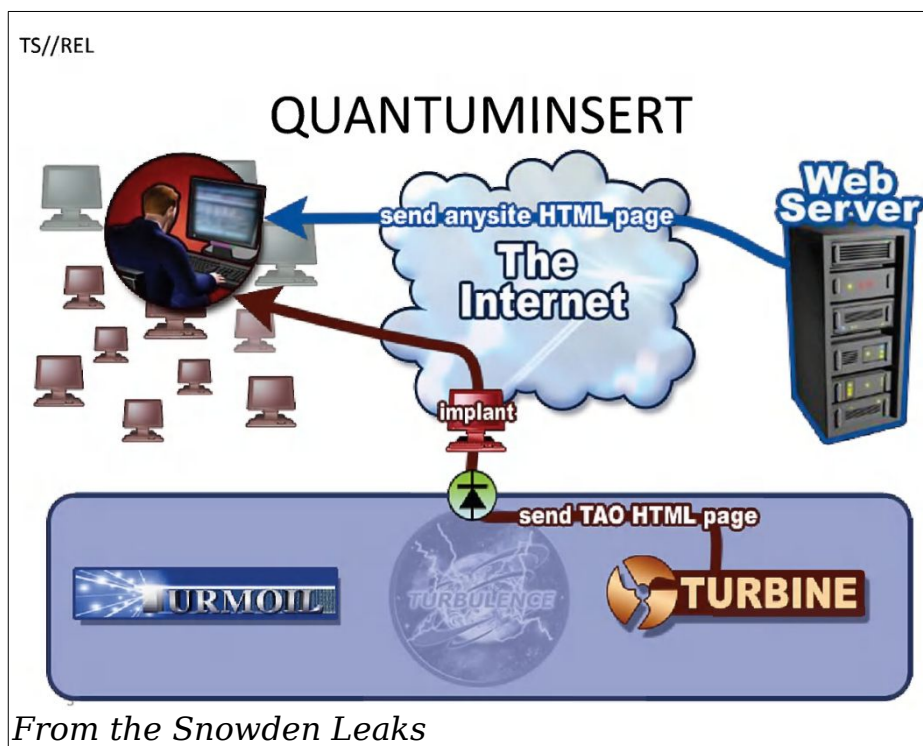 TS//REL
QUANTUMINSERT
send anysite HTML page
The
Internet
Web
Server
implant
send TAO HTML page
TURMOIL
TURBULENCE
TURBINE
From the Snowden Leaks